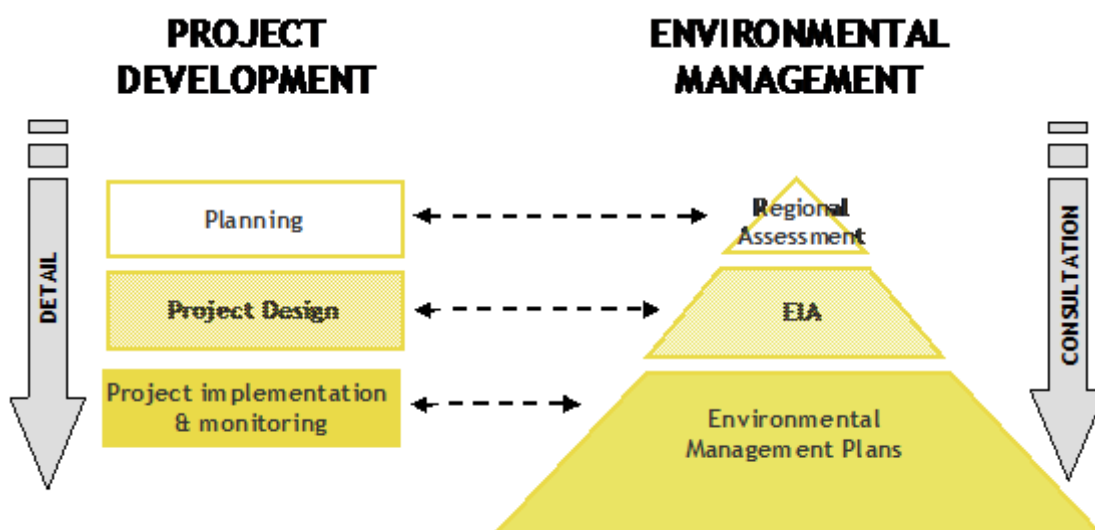 PROJECT
DEVELOPMENT
ENVIRONMENTAL
MANAGEMENT
DETAIL
Planning
Regional
Assessment
Project Design
EIA
Project implementation
& monitoring
Environmental
Management Plans
CONSULTATION